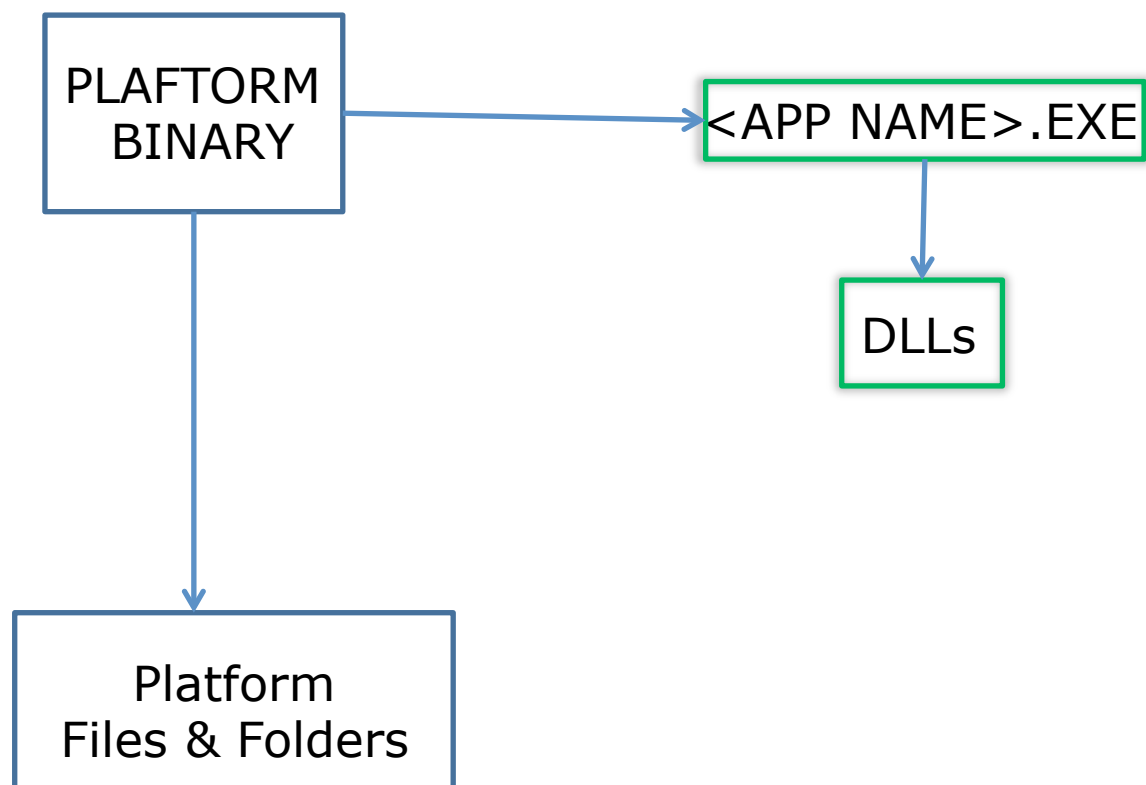 PLAFTORM
BINARY
<APP NAME>.EXE
DLLs
Platform
Files & Folders